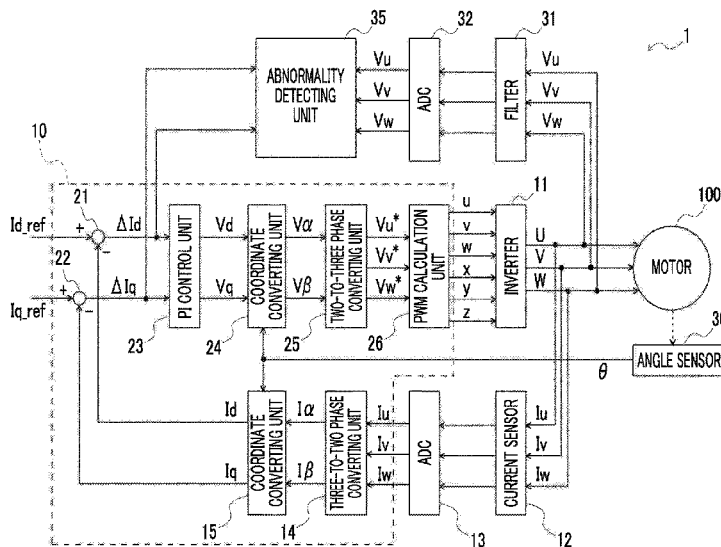 35
32
31
1
ABNORMALITY
DETECTING
UNIT
Vu
Vv
Vw
ADC
FILTER
Vu
Vv
Vw
10
11
100
21
Id_ref
+
−
ΔId
PI CONTROL UNIT
Vd
COORDINATE
CONVERTING UNIT
Vα
TWO-TO-THREE PHASE
CONVERTING UNIT
Vu*
Vv*
Vw*
PWM CALCULATION
UNIT
u
v
w
x
y
z
INVERTER
U
V
W
MOTOR
22
Iq_ref
+
−
ΔIq
Vq
Vβ
23
24
25
26
θ
ANGLE SENSOR
Id
COORDINATE
CONVERTING UNIT
Iα
THREE-TO-TWO PHASE
CONVERTING UNIT
Iu
Iv
Iw
ADC
CURRENT SENSOR
Iu
Iv
Iw
Iq
Iβ
15
14
13
12